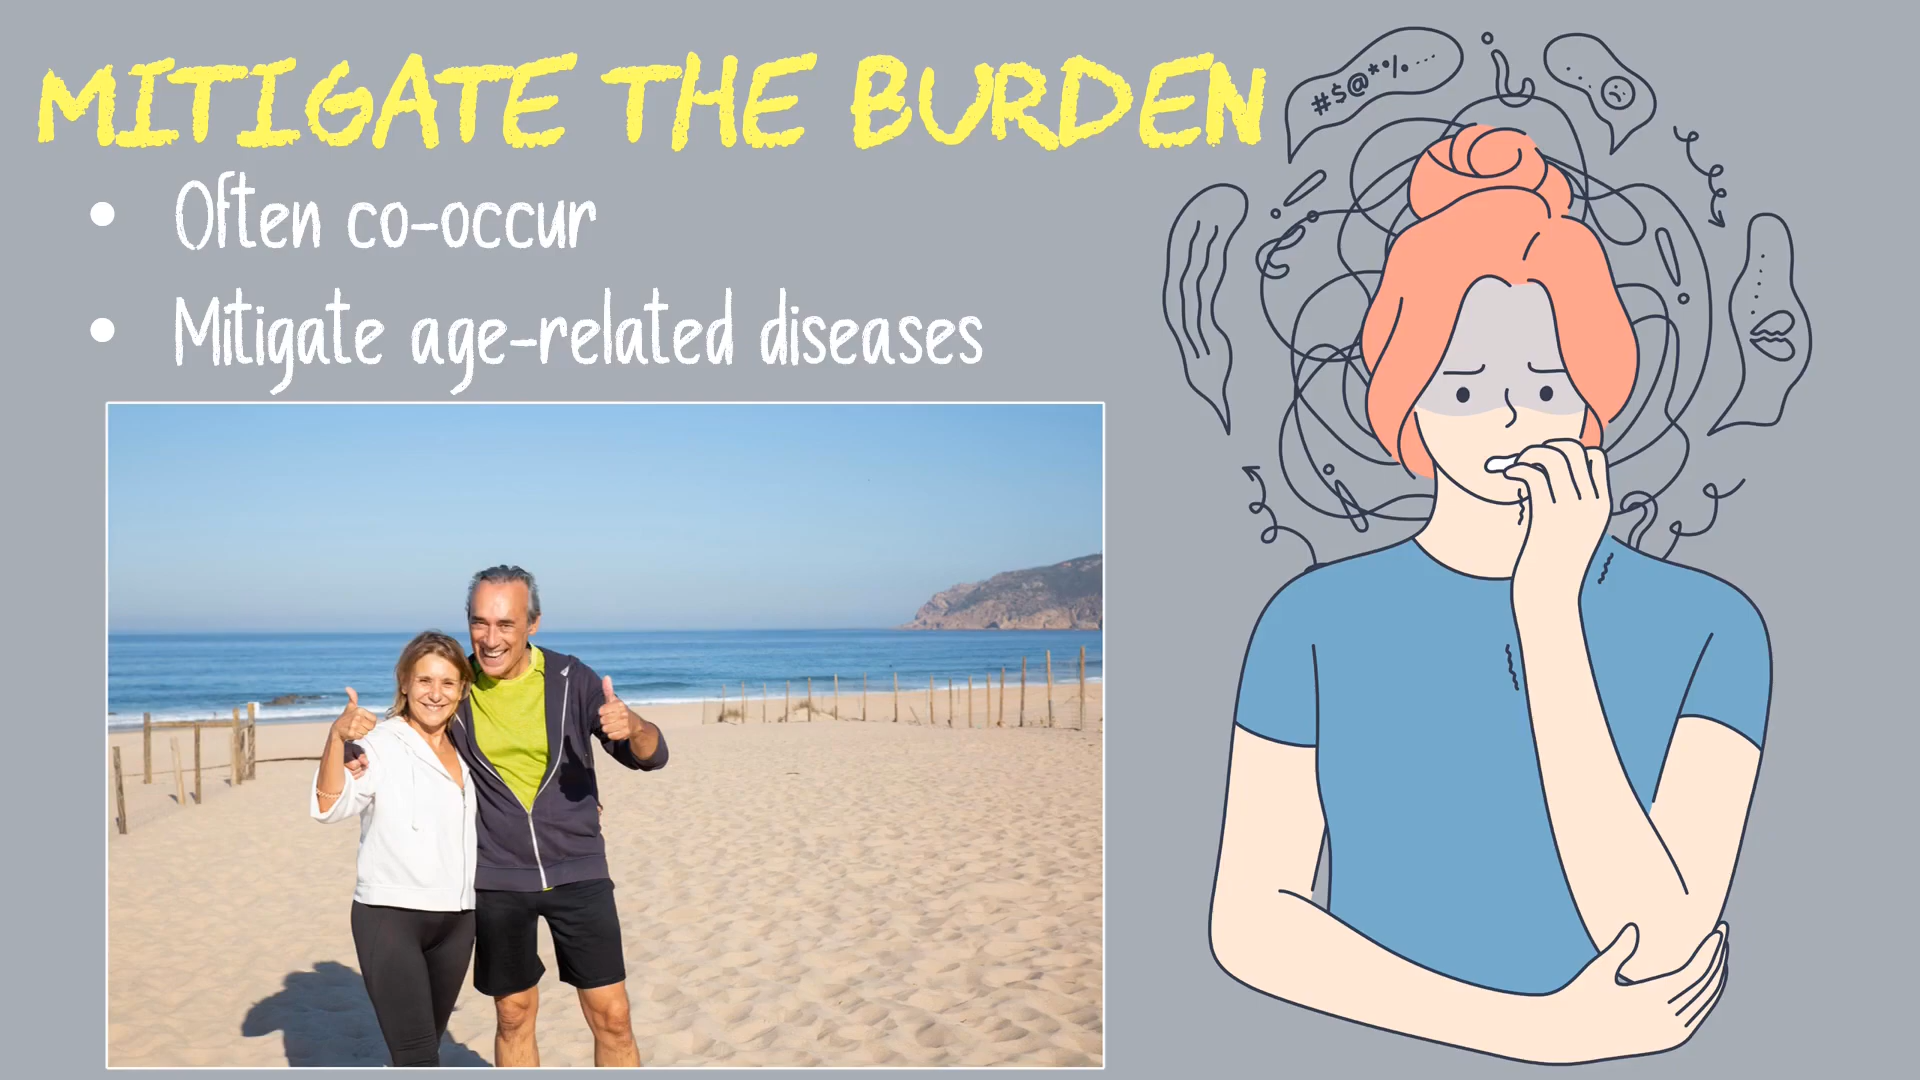 MITIGATE THE BURDEN
• Often co-occur
• Mitigate age-related diseases
#$@*%...